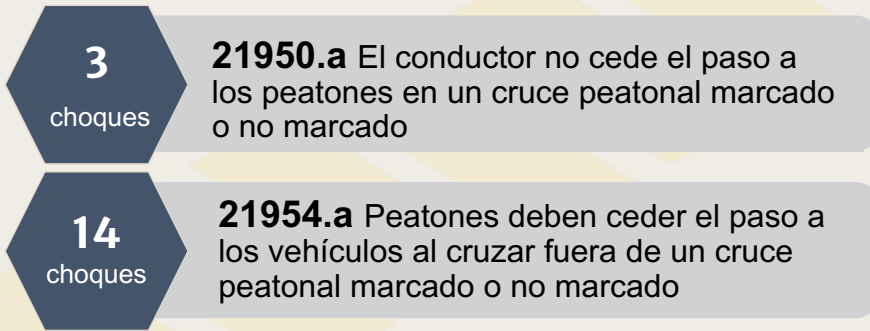 3
choques
21950.a El conductor no cede el paso a
los peatones en un cruce peatonal marcado
o no marcado
14
choques
21954.a Peatones deben ceder el paso a
los vehículos al cruzar fuera de un cruce
peatonal marcado o no marcado